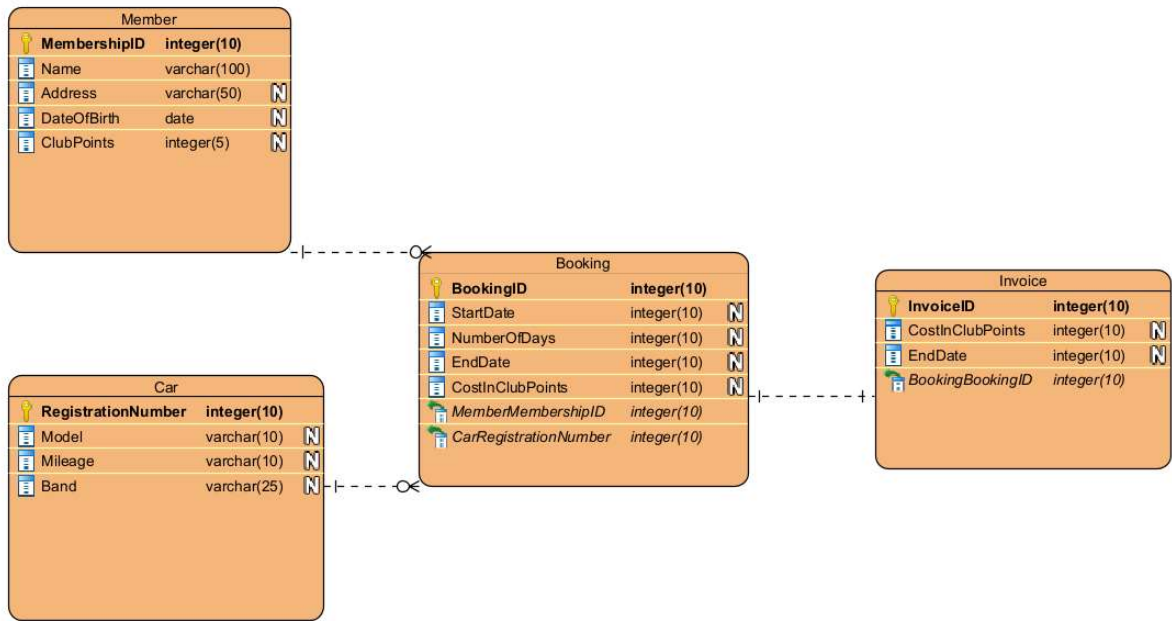 Member
MembershipID integer(10)
Name varchar(100)
Address varchar(50) N
DateOfBirth date N
ClubPoints integer(5) N
Booking
BookingID integer(10)
StartDate integer(10) N
NumberOfDays integer(10) N
EndDate integer(10) N
CostInClubPoints integer(10) N
MemberMembershipID integer(10)
CarRegistrationNumber integer(10)
Invoice
InvoiceID integer(10)
CostInClubPoints integer(10) N
EndDate integer(10) N
BookingBookingID integer(10)
Car
RegistrationNumber integer(10)
Model varchar(10) N
Mileage varchar(10) N
Band varchar(25) N